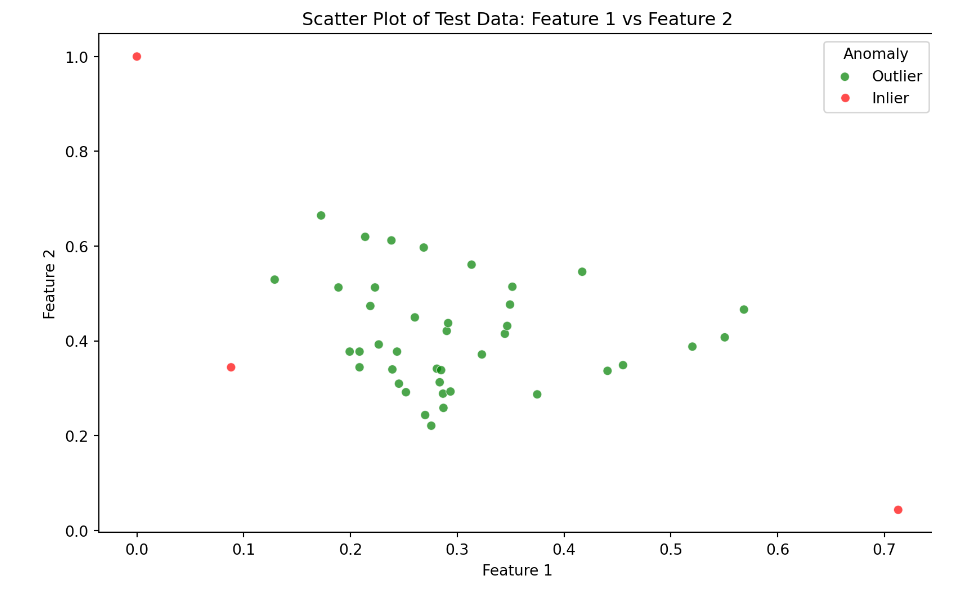 Scatter Plot of Test Data: Feature 1 vs Feature 2
Anomaly
Outlier
Inlier
Feature 2
1.0
0.8
0.6
0.4
0.2
0.0
0.0 0.1 0.2 0.3 0.4 0.5 0.6 0.7
Feature 1